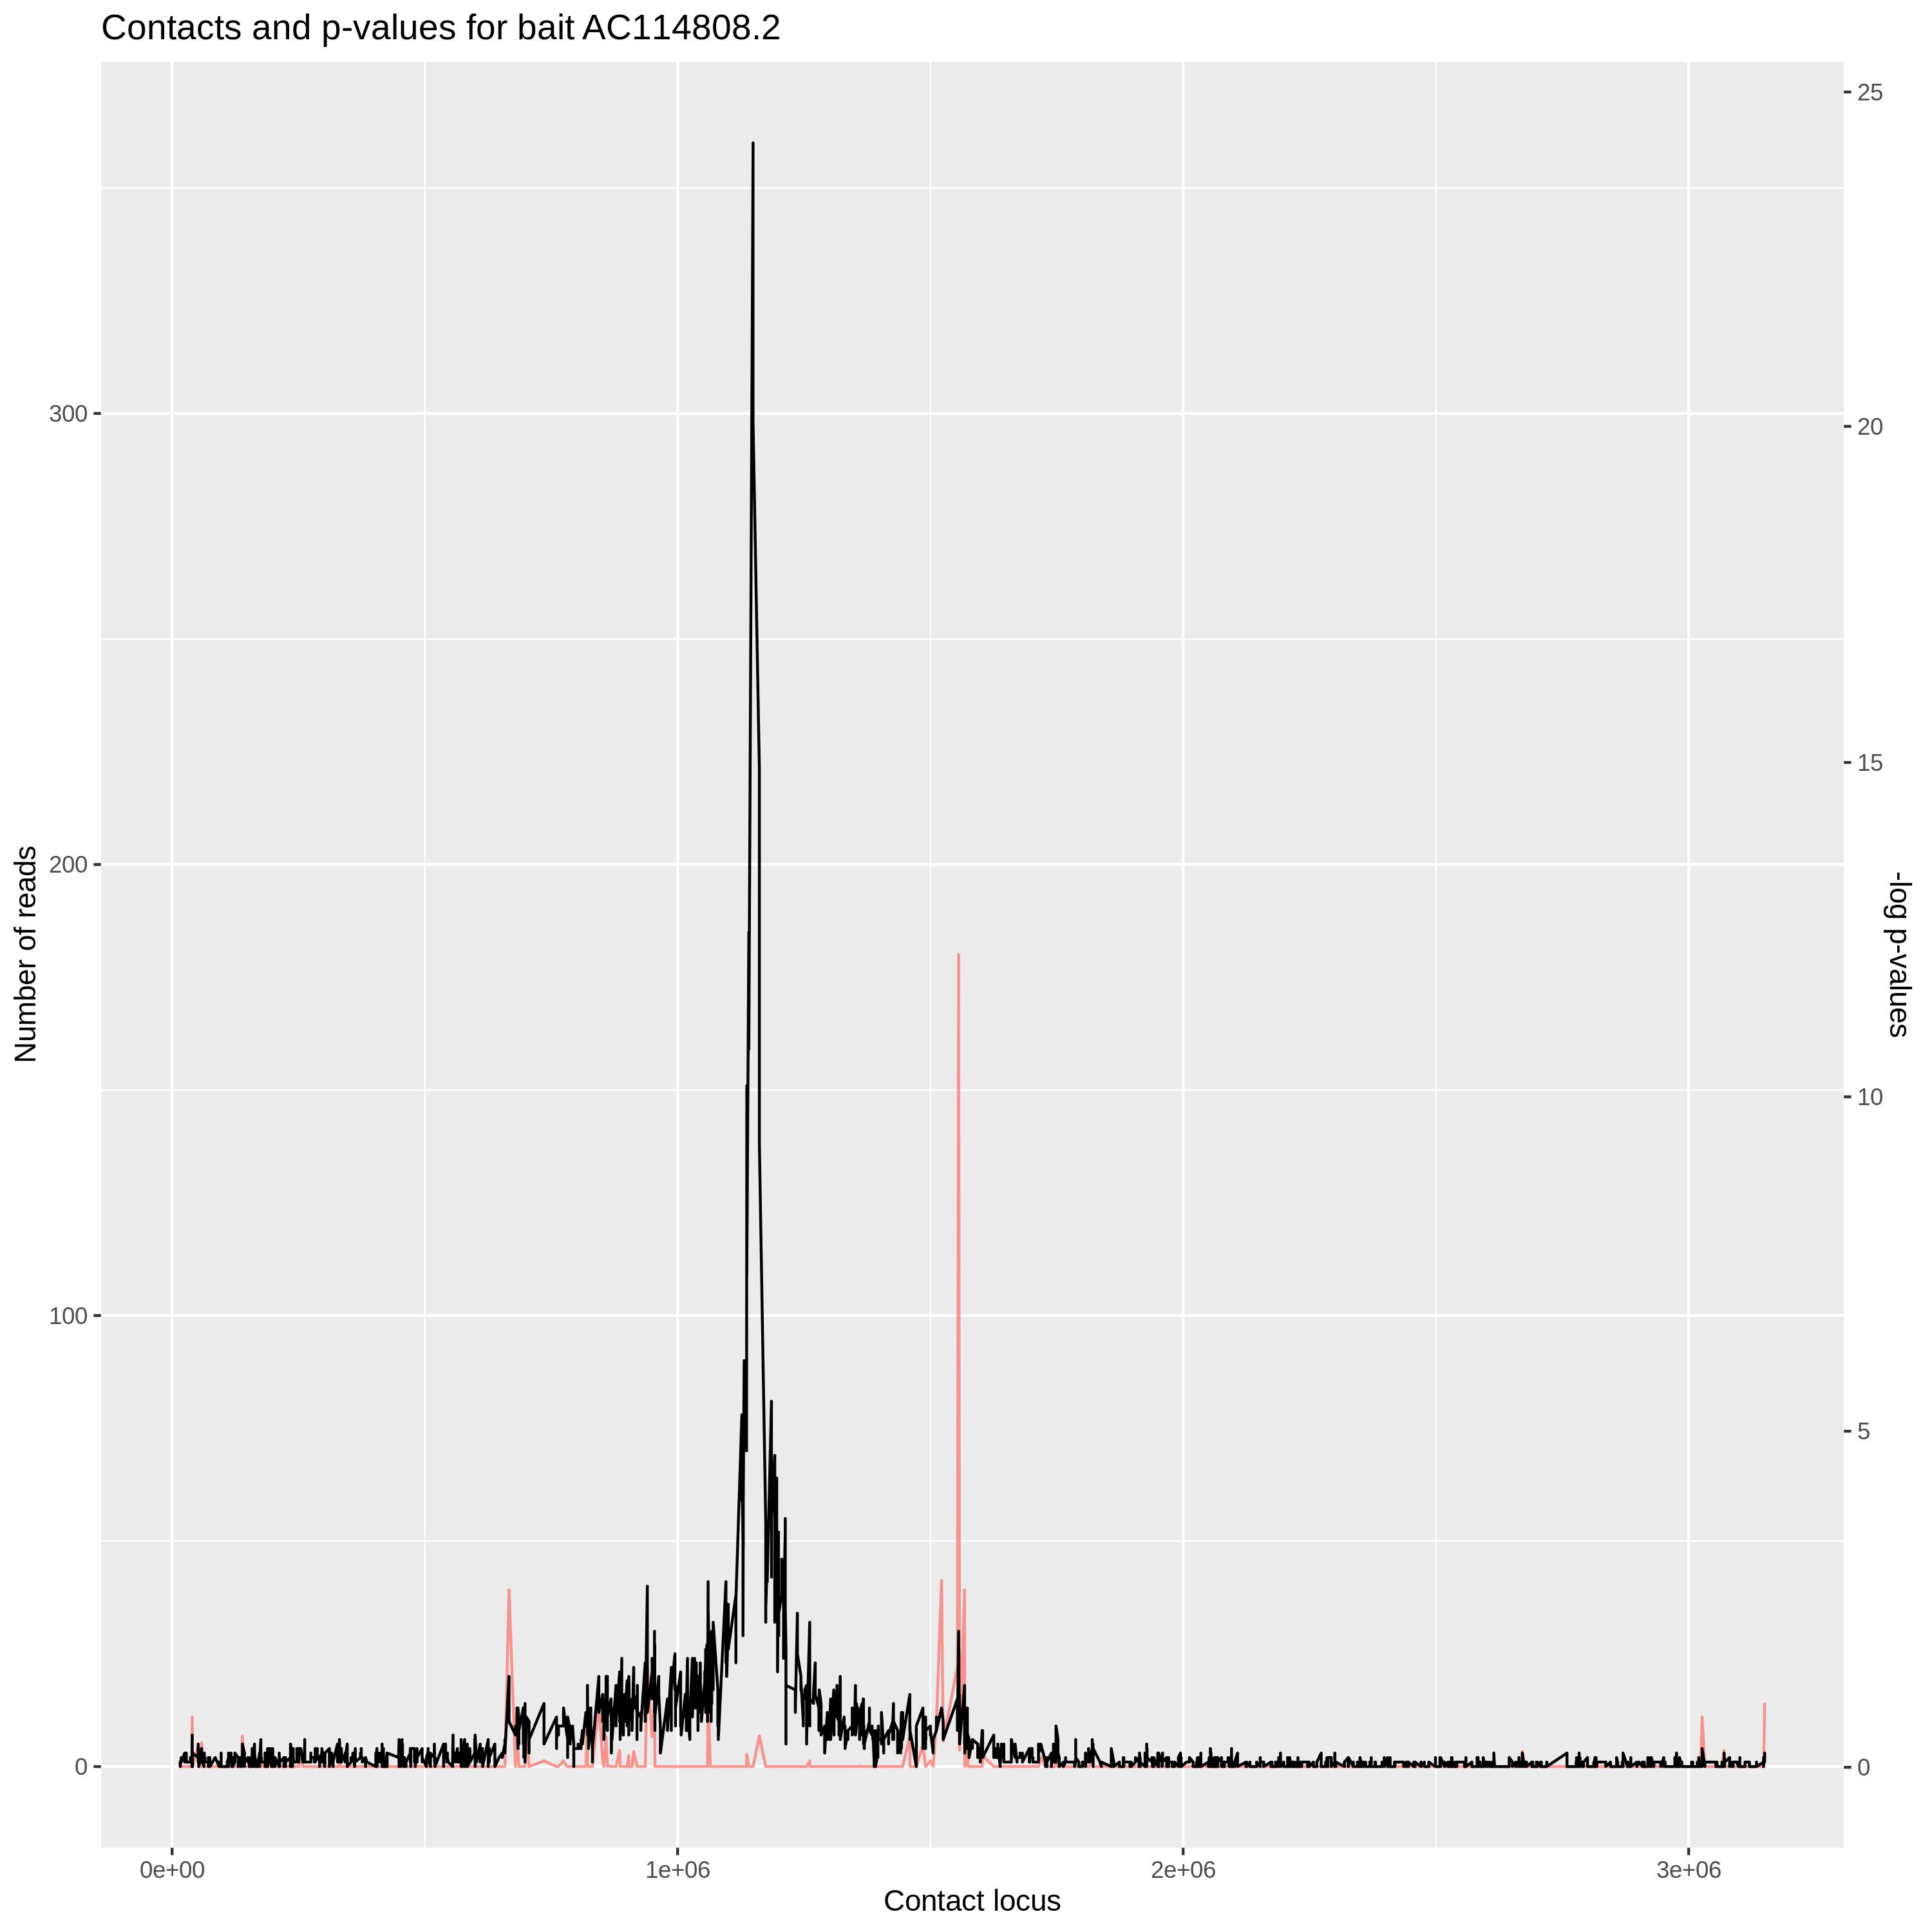 Contacts and p-values for bait AC114808.2
Number of reads
300
200
100
0
25
20
15
10
5
0
-log p-values
0e+00 1e+06 2e+06 3e+06
Contact locus